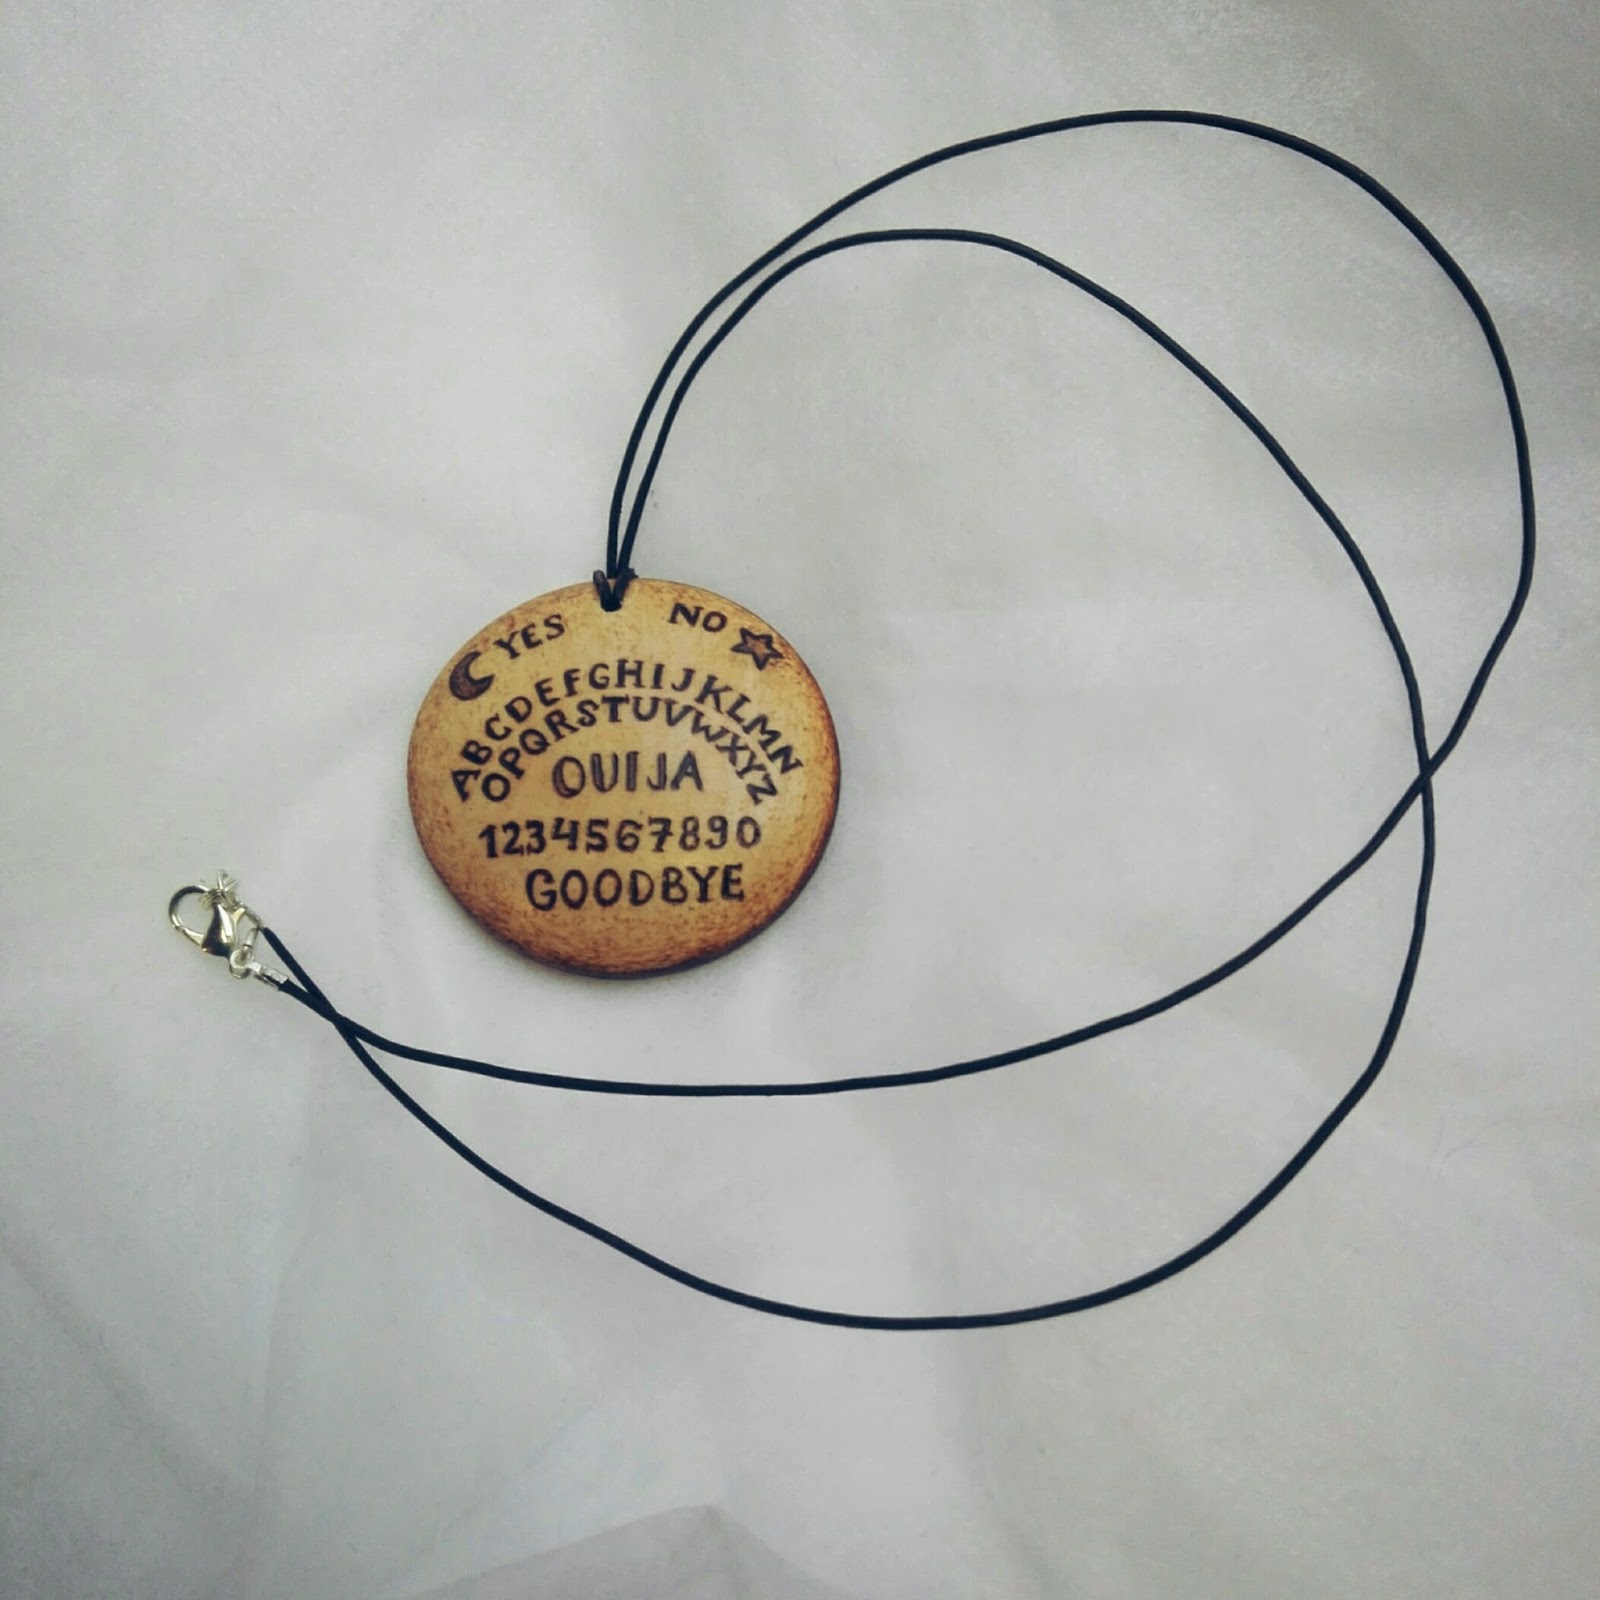 YES NO
ABCDEFGHIJKLMN
OPQRSTUVWXYZ
OUIJA
1234567890
GOODBYE